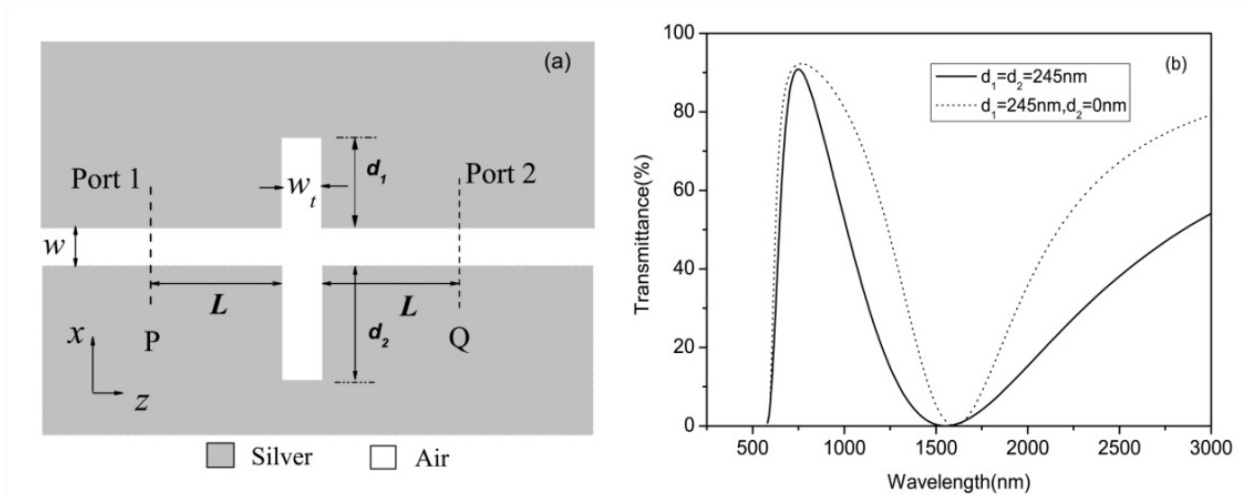 (a)
Port 1
d₁
Port 2
wₜ
w
L
L
d₂
P
Q
x
z
Silver
Air
(b)
d₁=d₂=245nm
d₁=245nm,d₂=0nm
Transmittance(%)
100
80
60
40
20
0
500 1000 1500 2000 2500 3000
Wavelength(nm)